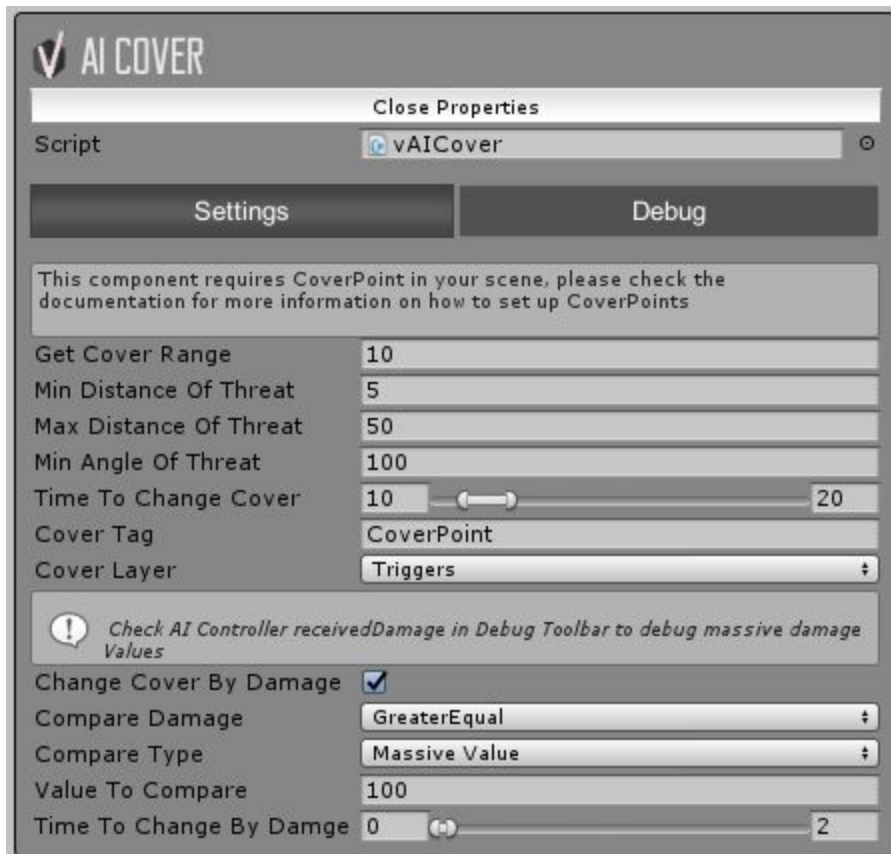 AI COVER
Close Properties
Script vAICover
Settings Debug
This component requires CoverPoint in your scene, please check the
documentation for more information on how to set up CoverPoints
Get Cover Range 10
Min Distance Of Threat 5
Max Distance Of Threat 50
Min Angle Of Threat 100
Time To Change Cover 10 20
Cover Tag CoverPoint
Cover Layer Triggers
Check AI Controller receivedDamage in Debug Toolbar to debug massive damage
Values
Change Cover By Damage
Compare Damage GreaterEqual
Compare Type Massive Value
Value To Compare 100
Time To Change By Damge 0 2